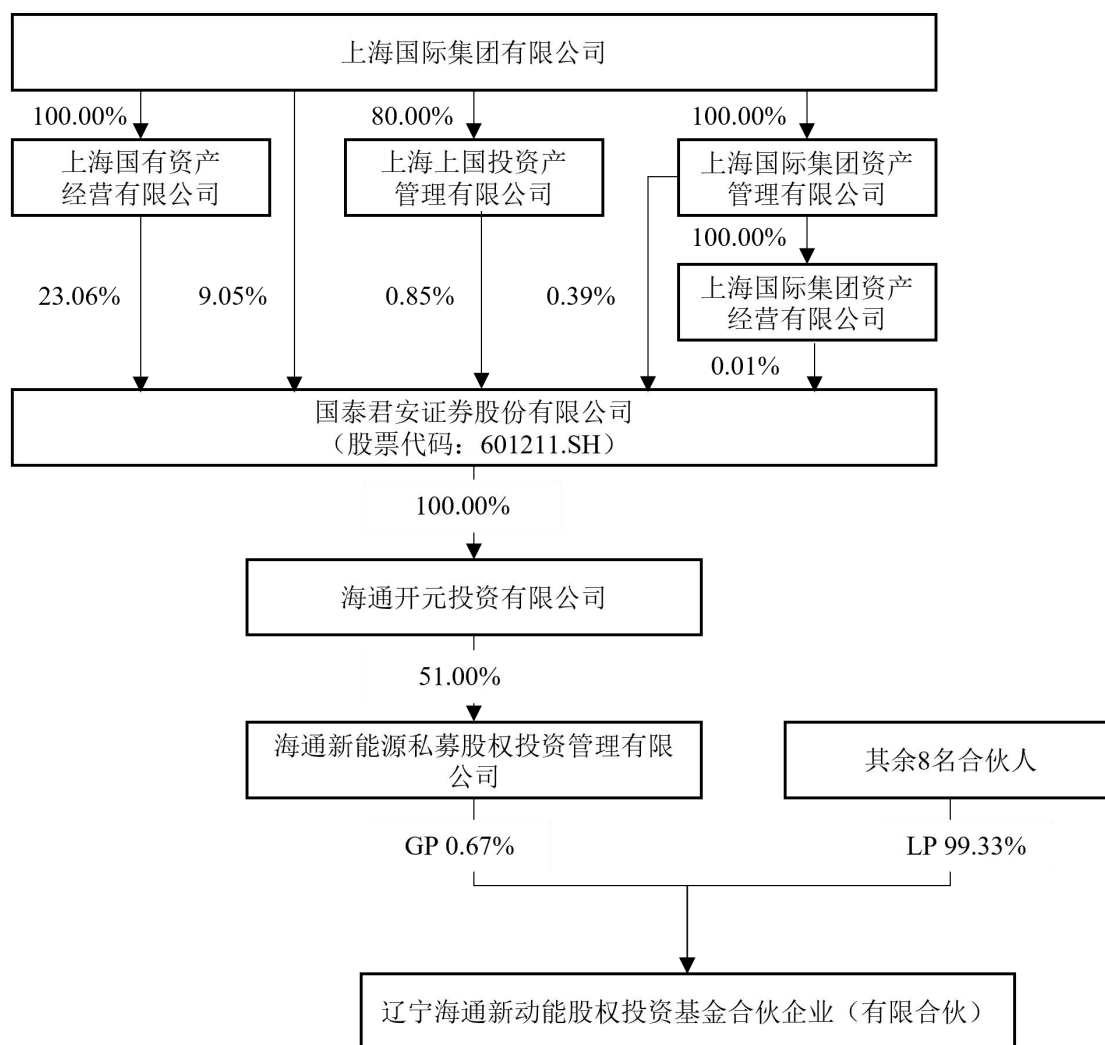 上海国际集团有限公司
100.00%
80.00%
100.00%
上海国有资产
经营有限公司
上海上国投资产
管理有限公司
上海国际集团资产
管理有限公司
100.00%
上海国际集团资产
经营有限公司
23.06%
9.05%
0.85%
0.39%
0.01%
国泰君安证券股份有限公司
（股票代码：601211.SH）
100.00%
海通开元投资有限公司
51.00%
海通新能源私募股权投资管理有限
公司
其余8名合伙人
GP 0.67%
LP 99.33%
辽宁海通新动能股权投资基金合伙企业（有限合伙）